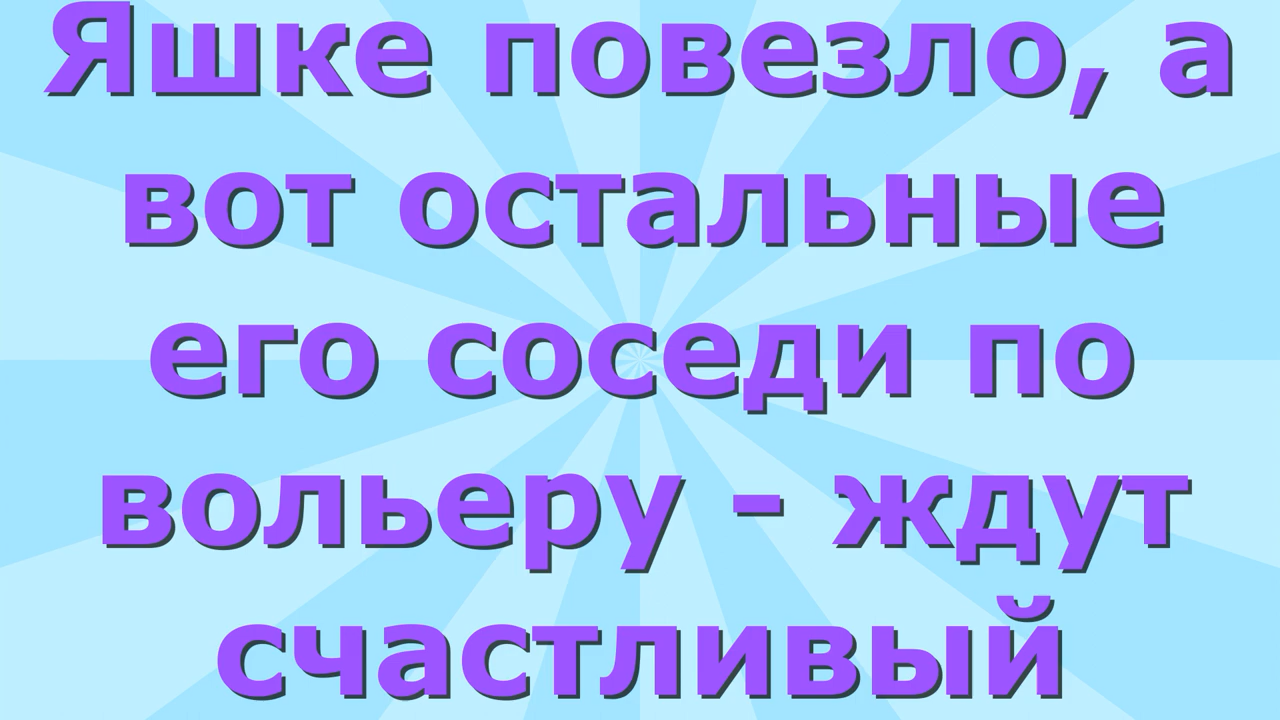 Яшке повезло, а
вот остальные
его соседи по
вольеру - ждут
счастливый